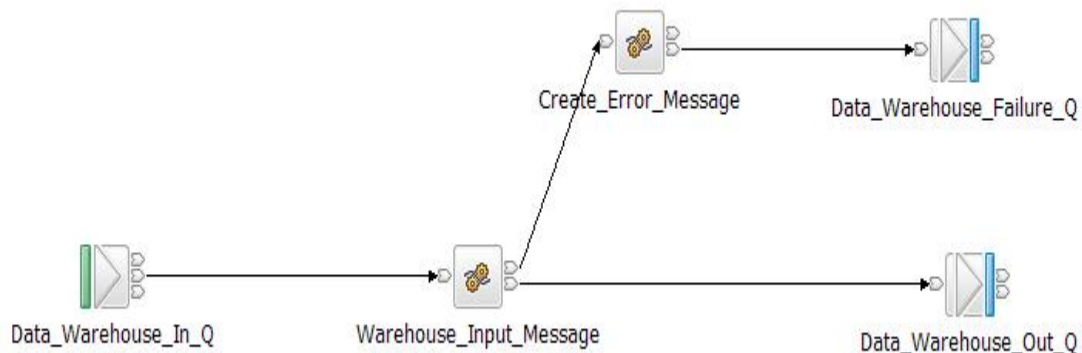 Create_Error_Message
Data_Warehouse_Failure_Q
Data_Warehouse_In_Q
Warehouse_Input_Message
Data_Warehouse_Out_Q